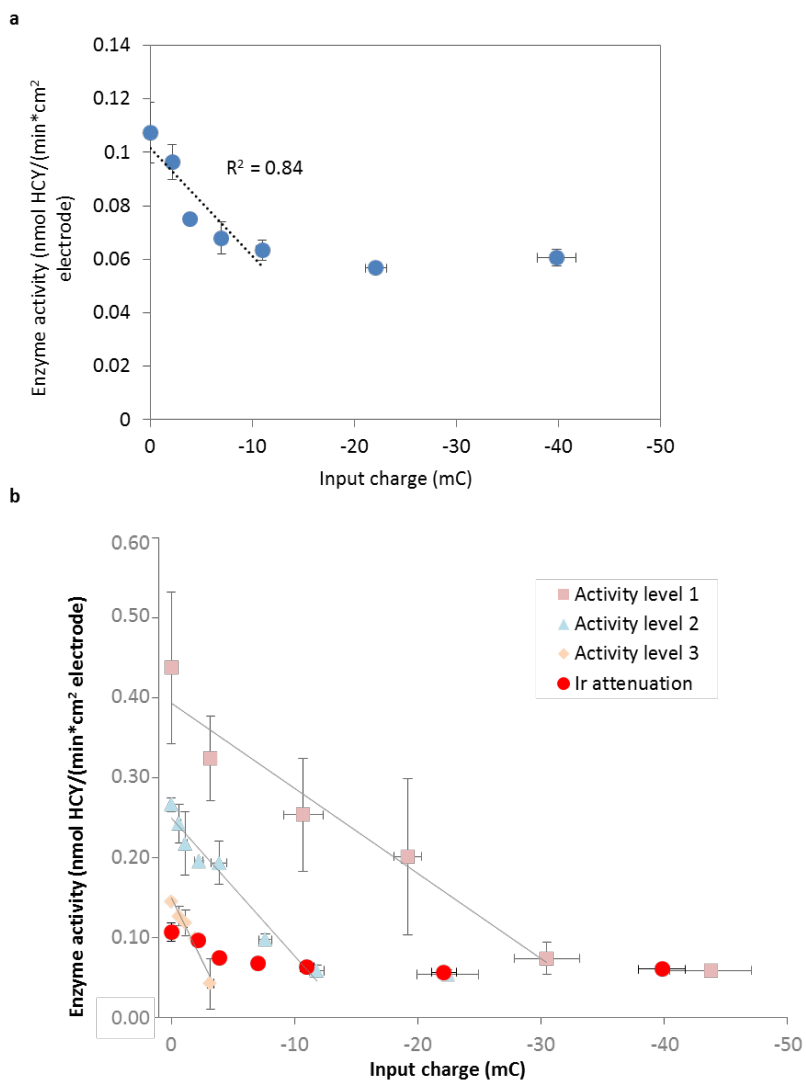 a
0.14
0.12
0.1
0.08
0.06
0.04
0.02
0
Enzyme activity (nmol HCY/(min*cm²
electrode)
R² = 0.84
0 -10 -20 -30 -40 -50
Input charge (mC)
b
0.60
0.50
0.40
0.30
0.20
0.10
0.00
Enzyme activity (nmol HCY/(min*cm² electrode)
Activity level 1
Activity level 2
Activity level 3
Ir attenuation
0 -10 -20 -30 -40 -50
Input charge (mC)